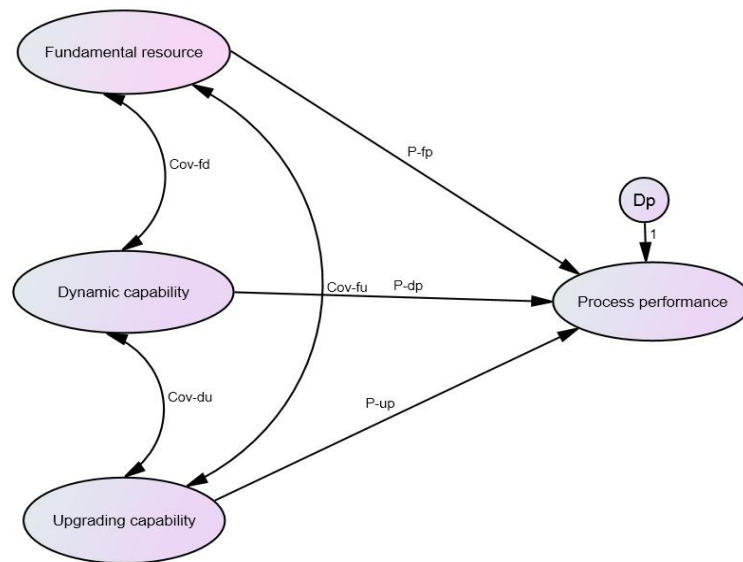 Fundamental resource
P-fp
Cov-fd
Dp
1
Dynamic capability
Cov-fu
P-dp
Process performance
Cov-du
P-up
Upgrading capability